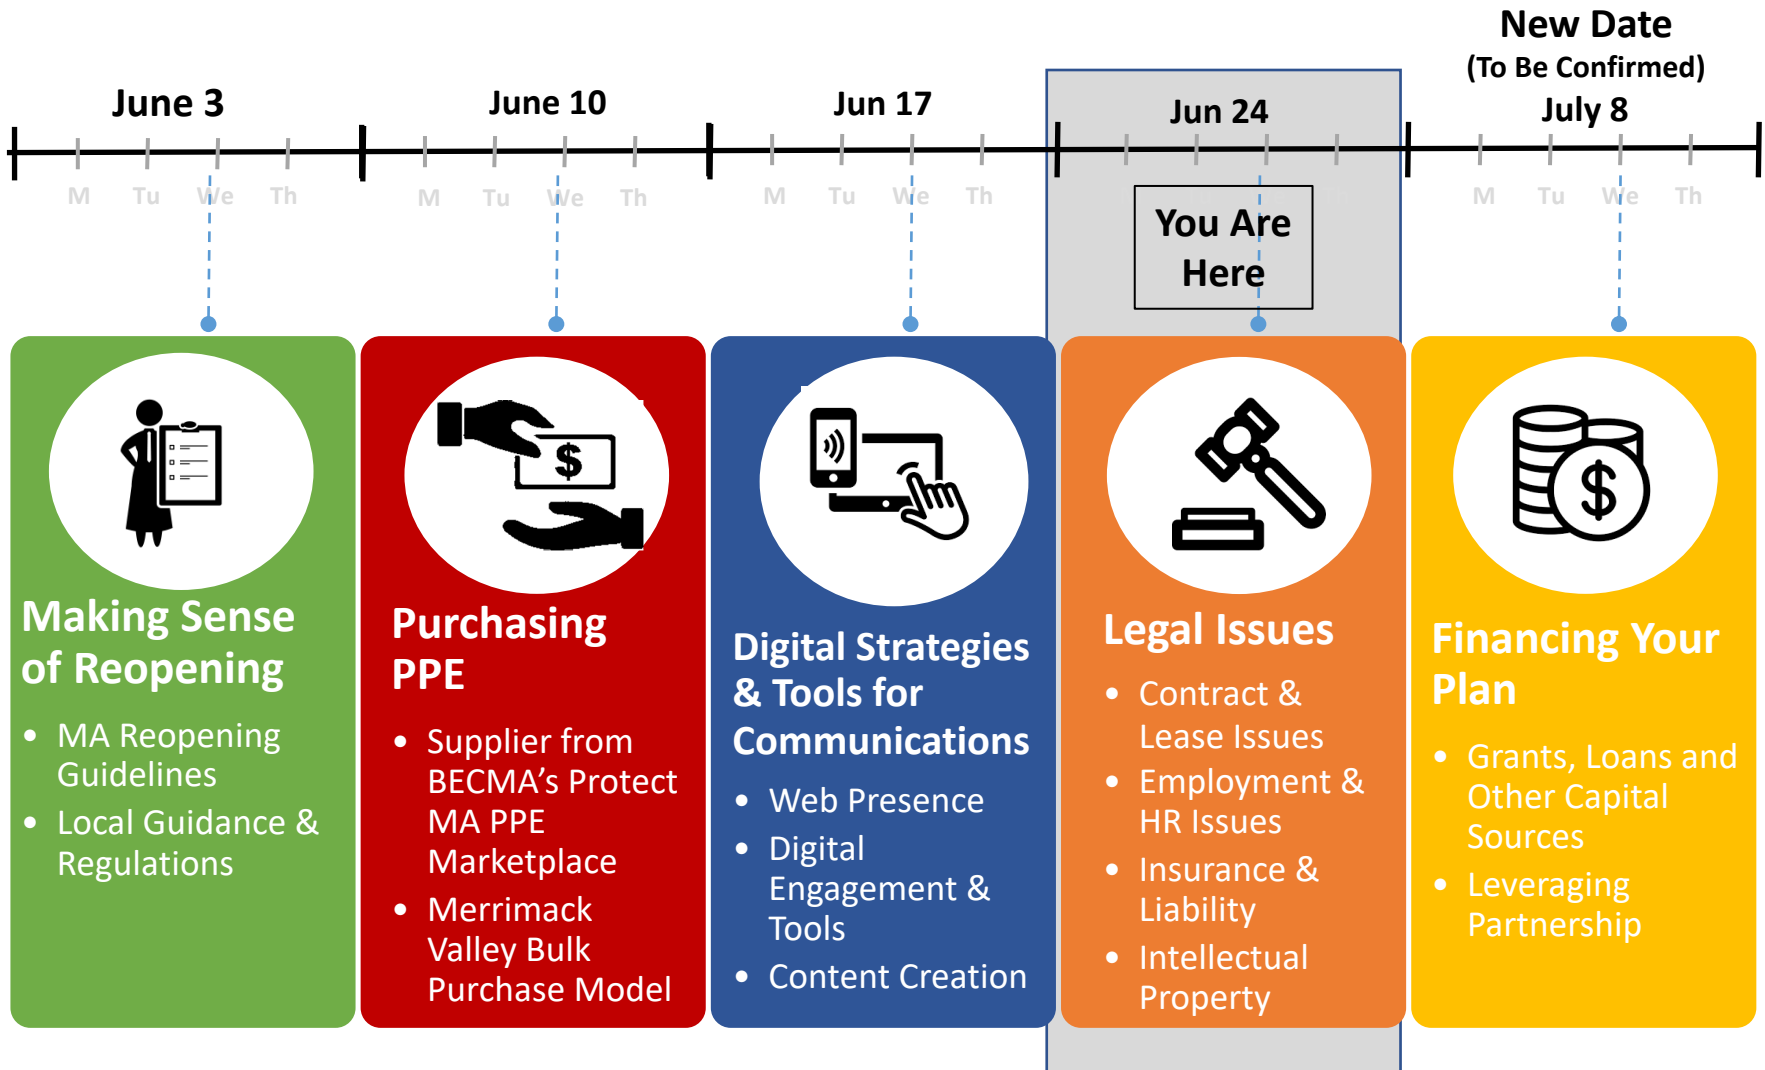 New Date
(To Be Confirmed)
June 3
June 10
Jun 17
Jun 24
July 8
M Tu We Th
M Tu We Th
M Tu We Th
M Tu We Th
You Are
Here
Making Sense
of Reopening
• MA Reopening
Guidelines
• Local Guidance &
Regulations
$
Purchasing
PPE
• Supplier from
BECMA’s Protect
MA PPE
Marketplace
• Merrimack
Valley Bulk
Purchase Model
Digital Strategies
& Tools for
Communications
• Web Presence
• Digital
Engagement &
Tools
• Content Creation
Legal Issues
• Contract &
Lease Issues
• Employment &
HR Issues
• Insurance &
Liability
• Intellectual
Property
$
Financing Your
Plan
• Grants, Loans and
Other Capital
Sources
• Leveraging
Partnership